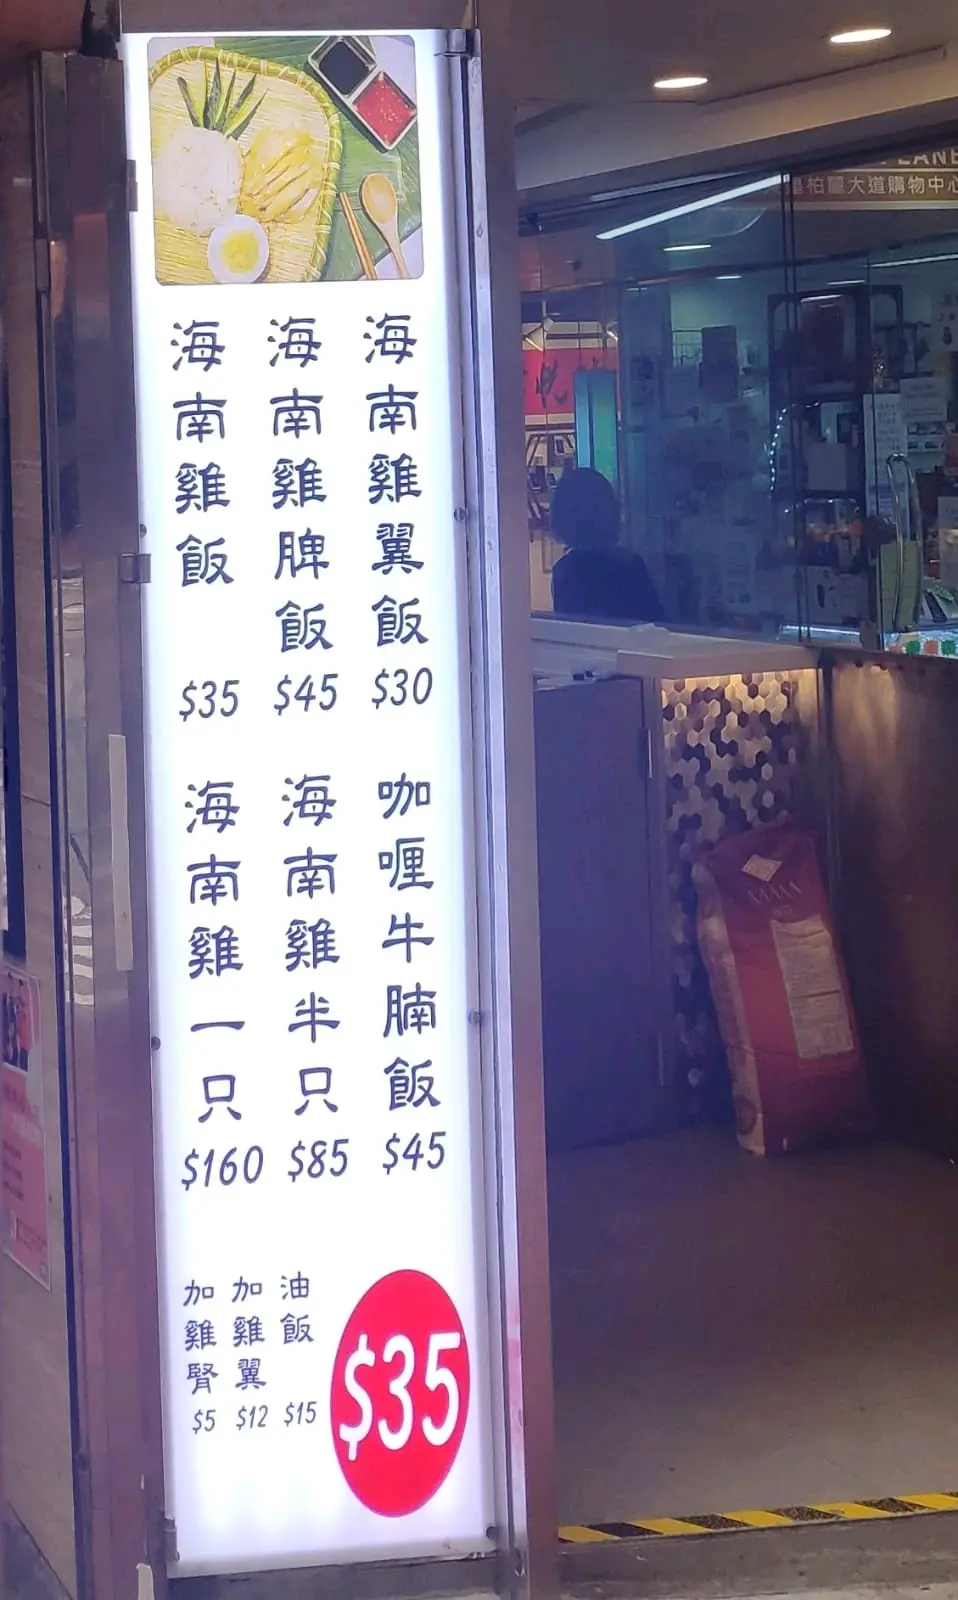 海南雞翼飯
$30
海南雞脾飯
$45
海南雞飯
$35
咖喱牛腩飯
$45
海南雞半只
$85
海南雞一只
$160
油飯
$15
加雞翼
$12
加雞腎
$5
$35
柏麗大道購物中心